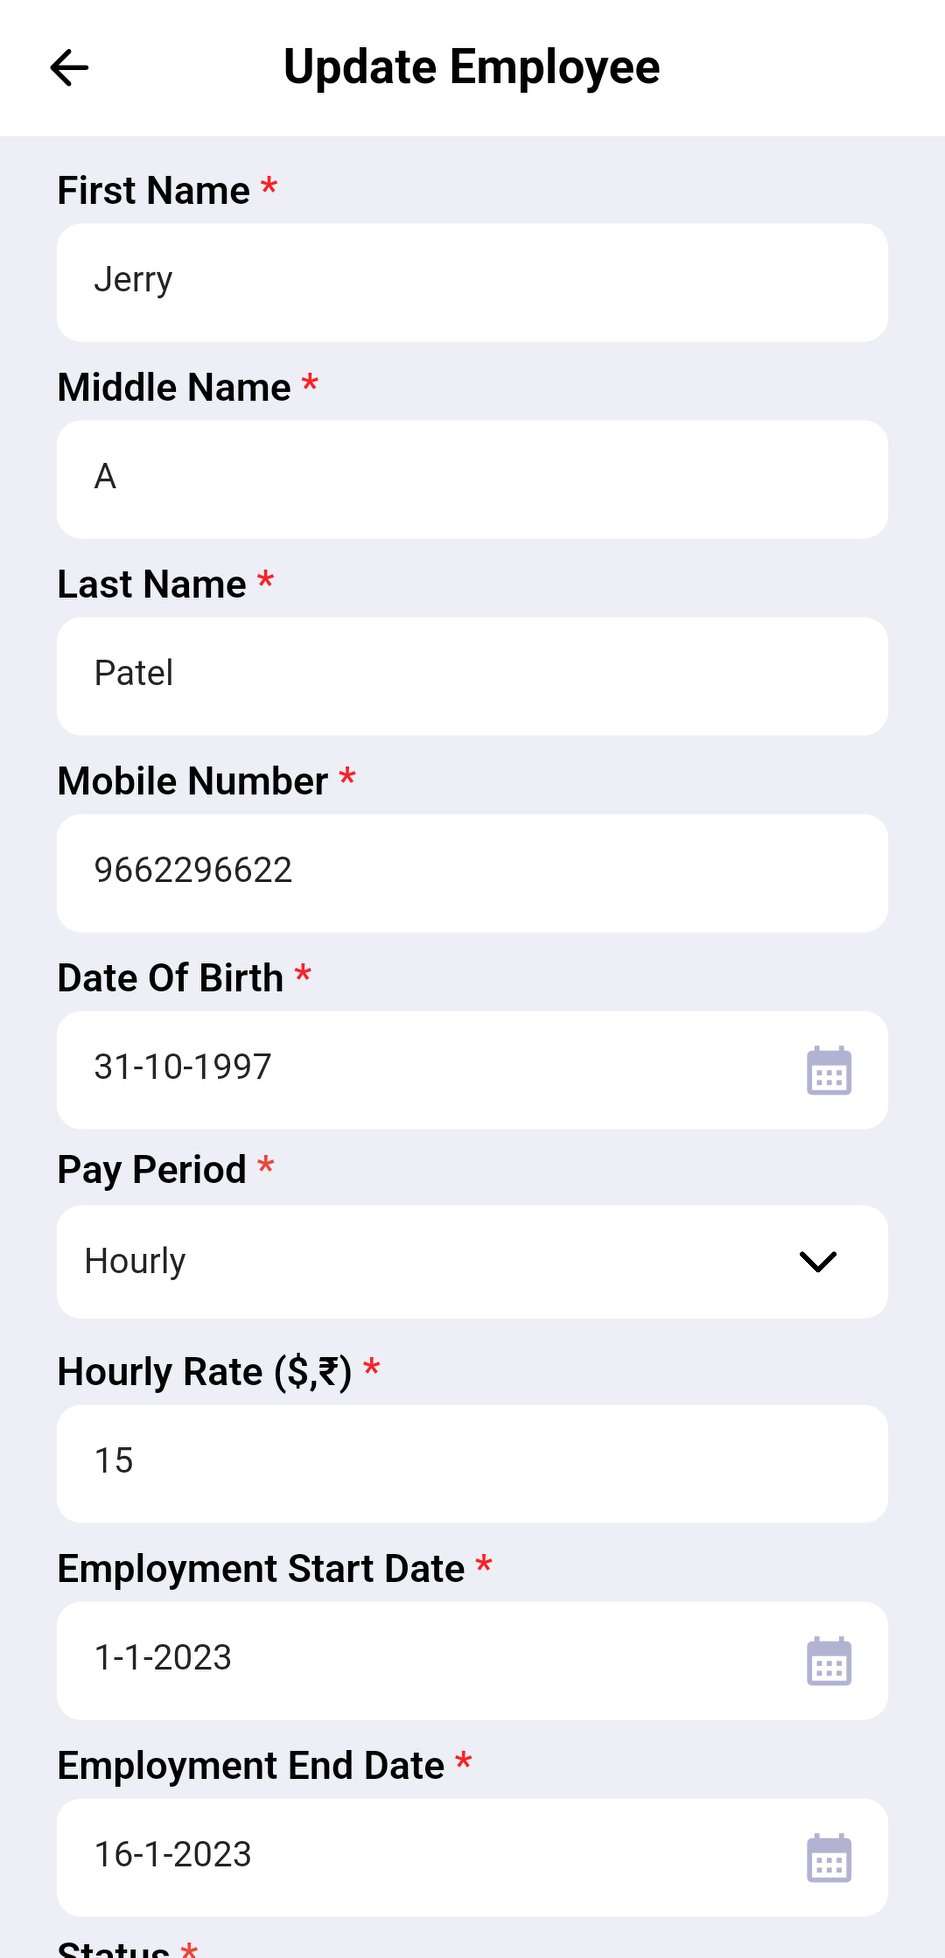 Update Employee
First Name *
Jerry
Middle Name *
A
Last Name *
Patel
Mobile Number *
9662296622
Date Of Birth *
31-10-1997
Pay Period *
Hourly
Hourly Rate ($,₹) *
15
Employment Start Date *
1-1-2023
Employment End Date *
16-1-2023
Status *